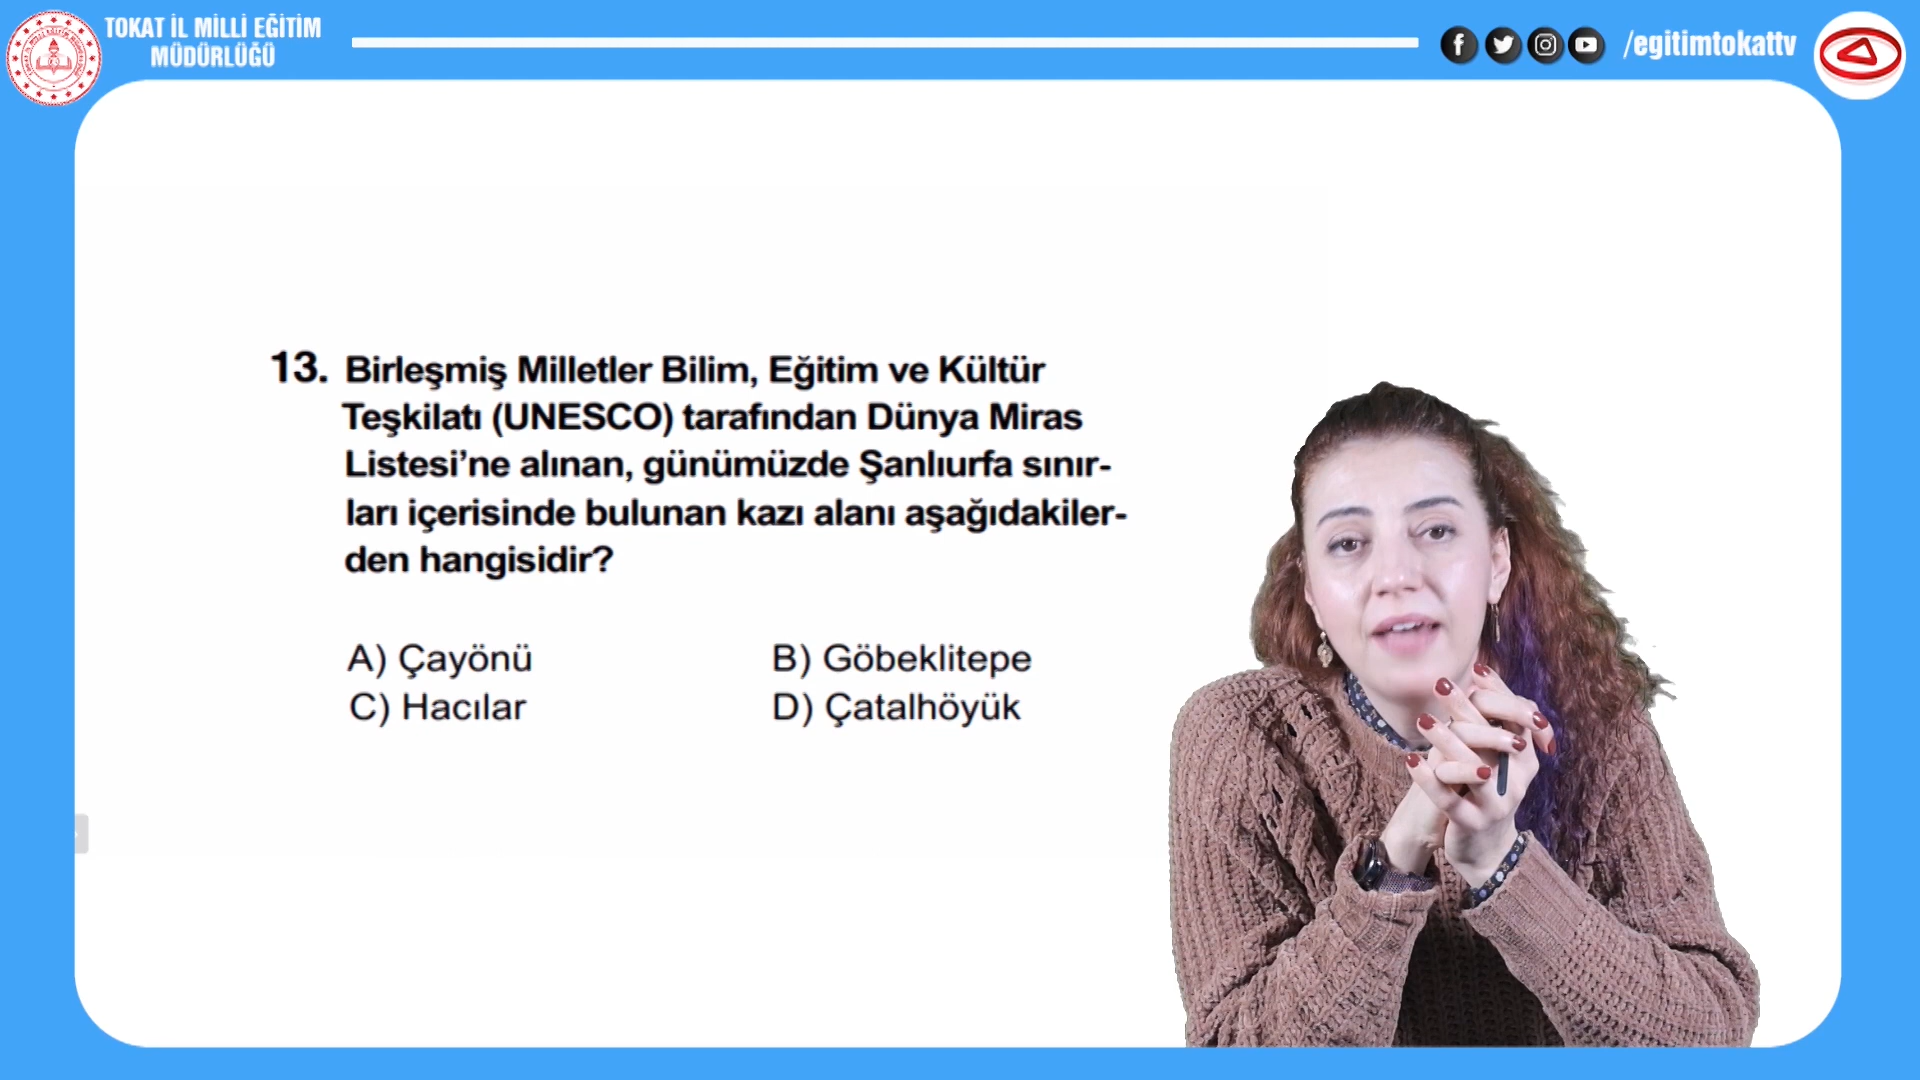 TOKAT İL MİLLİ EĞİTİM
MÜDÜRLÜĞÜ
/egitimtokattv
13. Birleşmiş Milletler Bilim, Eğitim ve Kültür
Teşkilatı (UNESCO) tarafından Dünya Miras
Listesi’ne alınan, günümüzde Şanlıurfa sınır-
ları içerisinde bulunan kazı alanı aşağıdakiler-
den hangisidir?
A) Çayönü B) Göbeklitepe
C) Hacılar D) Çatalhöyük